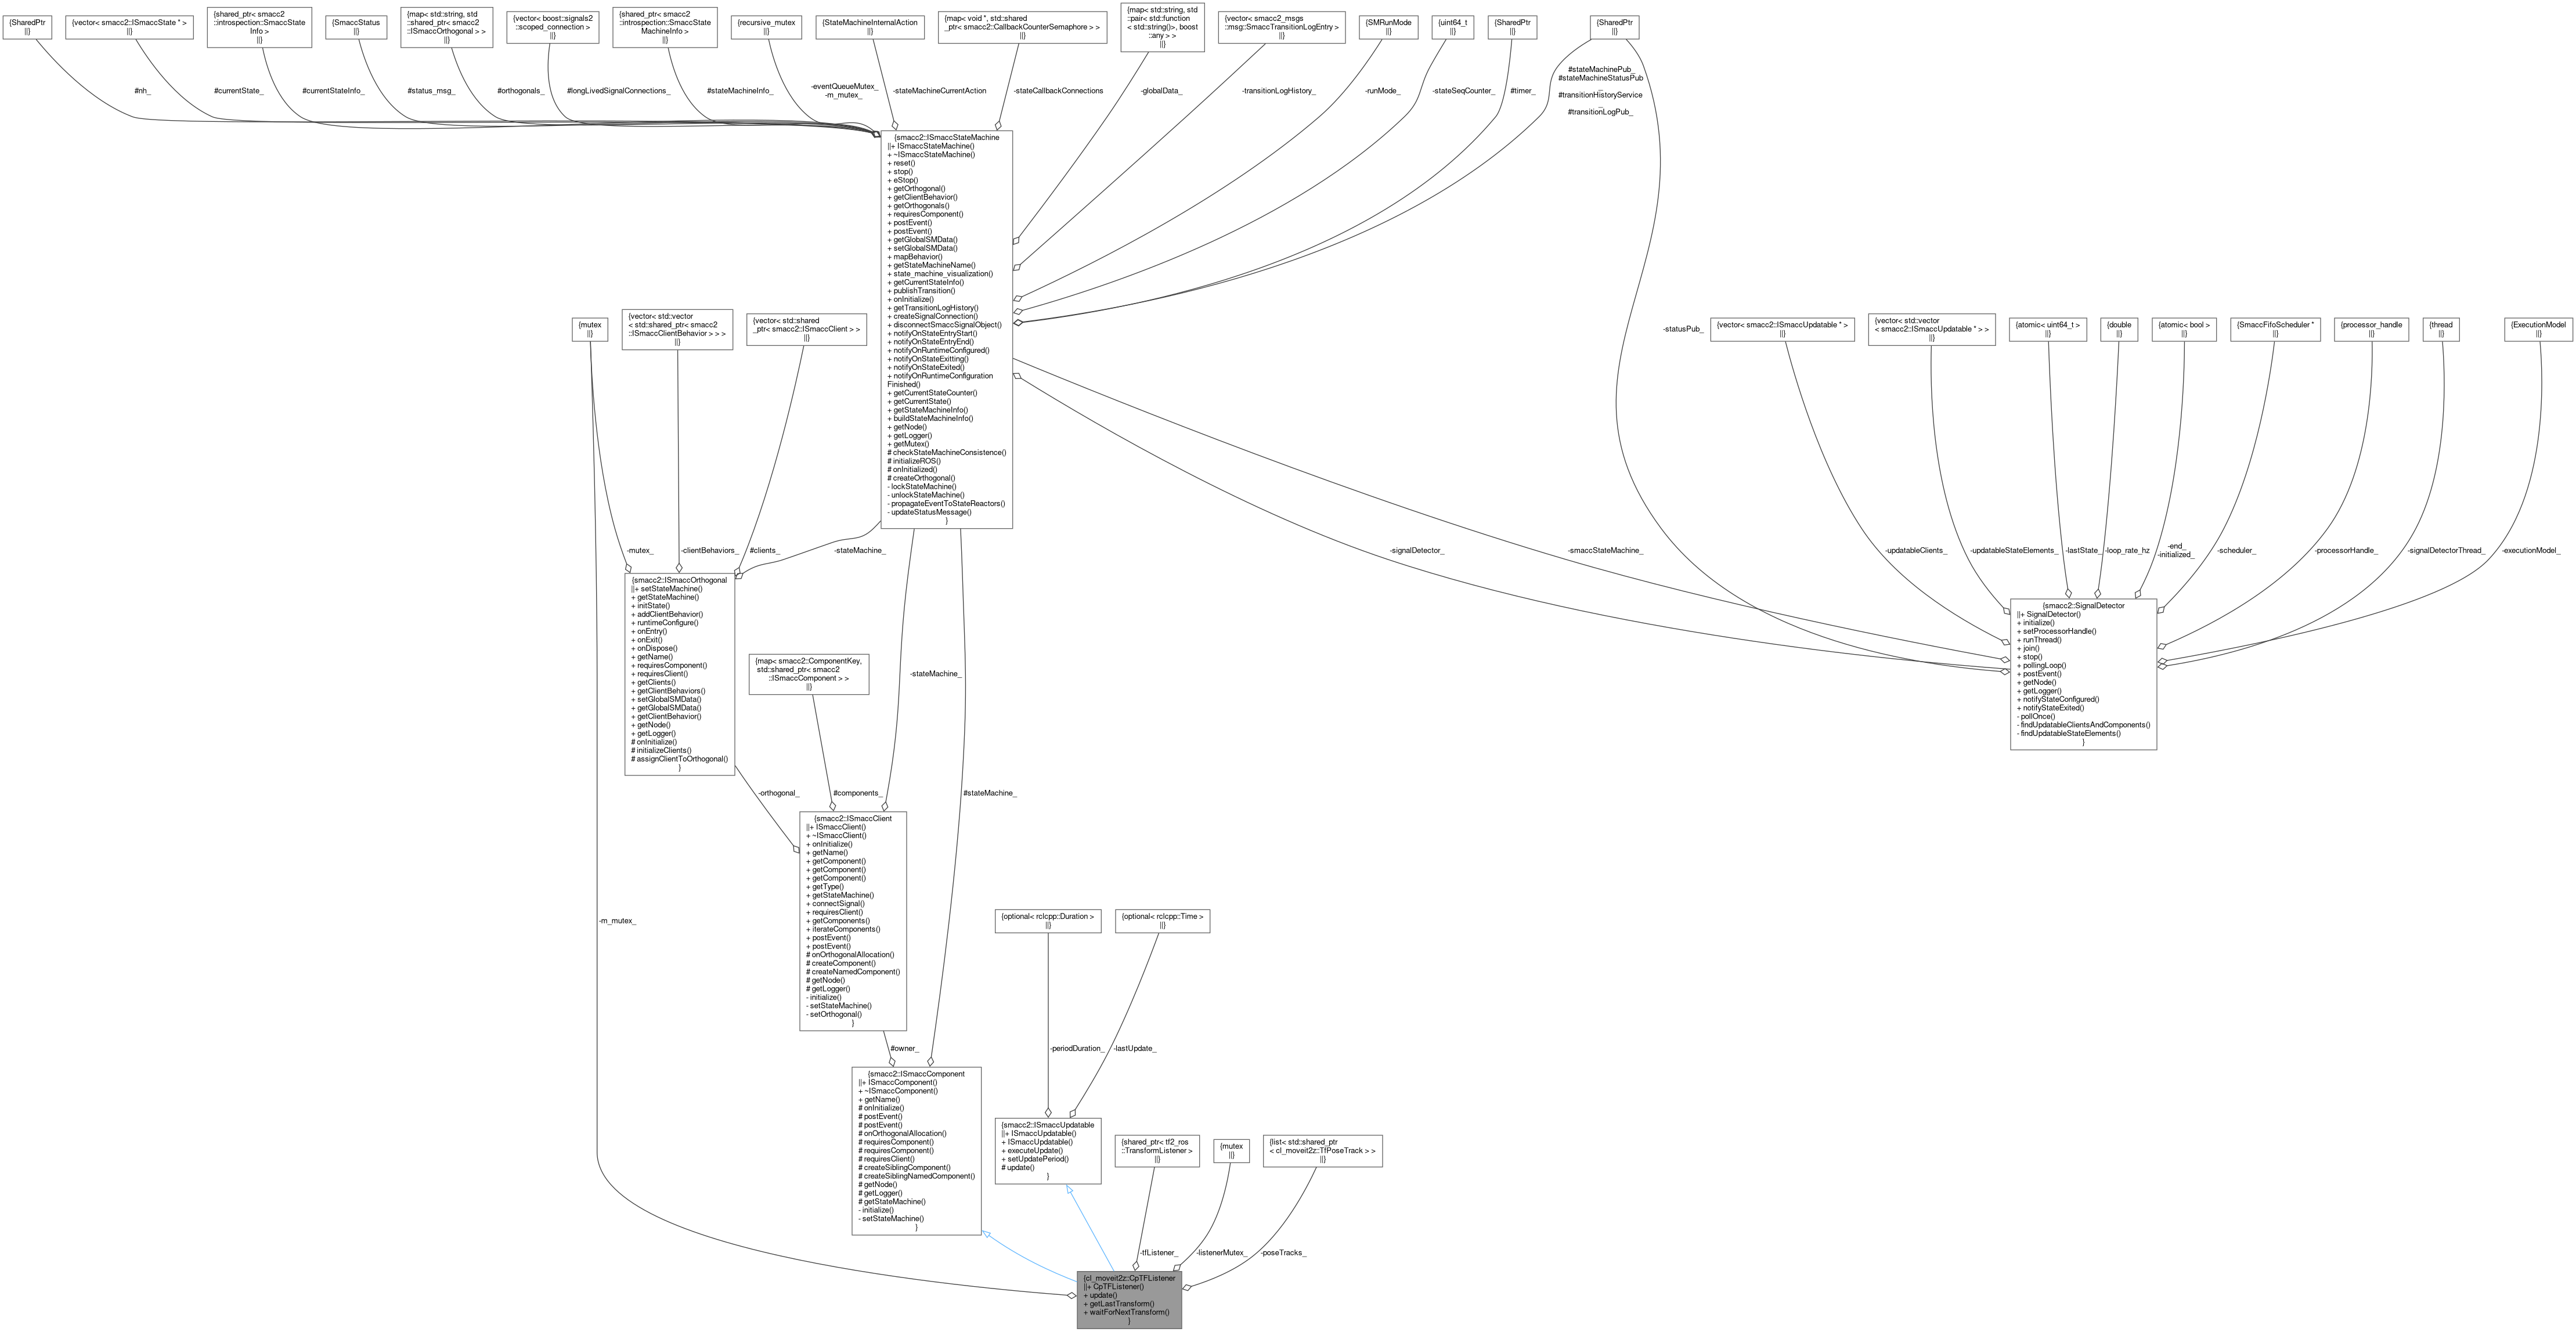 {SharedPtr
||}
{vector< smacc2::ISmaccState * >
||}
{shared_ptr< smacc2
::introspection::SmaccState
Info >
||}
{SmaccStatus
||}
{map< std::string, std
::shared_ptr< smacc2
::ISmaccOrthogonal > >
||}
{vector< boost::signals2
::scoped_connection >
||}
{shared_ptr< smacc2
::introspection::SmaccState
MachineInfo >
||}
{recursive_mutex
||}
{StateMachineInternalAction
||}
{map< void *, std::shared
_ptr< smacc2::CallbackCounterSemaphore > >
||}
{map< std::string, std
::pair< std::function
< std::string()>, boost
::any > >
||}
{vector< smacc2_msgs
::msg::SmaccTransitionLogEntry >
||}
{SMRunMode
||}
{uint64_t
||}
{SharedPtr
||}
{SharedPtr
||}
#nh_
#currentState_
#currentStateInfo_
#status_msg_
#orthogonals_
#longLivedSignalConnections_
#stateMachineInfo_
-eventQueueMutex_
-m_mutex_
-stateMachineCurrentAction
-stateCallbackConnections
-globalData_
-transitionLogHistory_
-runMode_
-stateSeqCounter_
#timer_
#stateMachinePub_
#stateMachineStatusPub
_
#transitionHistoryService
_
#transitionLogPub_
{smacc2::ISmaccStateMachine
||+ ISmaccStateMachine()
+ ~ISmaccStateMachine()
+ reset()
+ stop()
+ eStop()
+ getOrthogonal()
+ getClientBehavior()
+ getOrthogonals()
+ requiresComponent()
+ postEvent()
+ postEvent()
+ getGlobalSMData()
+ setGlobalSMData()
+ mapBehavior()
+ getStateMachineName()
+ state_machine_visualization()
+ getCurrentStateInfo()
+ publishTransition()
+ onInitialize()
+ getTransitionLogHistory()
+ createSignalConnection()
+ disconnectSmaccSignalObject()
+ notifyOnStateEntryStart()
+ notifyOnStateEntryEnd()
+ notifyOnRuntimeConfigured()
+ notifyOnStateExitting()
+ notifyOnStateExited()
+ notifyOnRuntimeConfiguration
Finished()
+ getCurrentStateCounter()
+ getCurrentState()
+ getStateMachineInfo()
+ buildStateMachineInfo()
+ getNode()
+ getLogger()
+ getMutex()
# checkStateMachineConsistence()
# initializeROS()
# onInitialized()
# createOrthogonal()
- lockStateMachine()
- unlockStateMachine()
- propagateEventToStateReactors()
- updateStatusMessage()
}
{mutex
||}
{vector< std::vector
< std::shared_ptr< smacc2
::ISmaccClientBehavior > > >
||}
{vector< std::shared
_ptr< smacc2::ISmaccClient > >
||}
-statusPub_
{vector< smacc2::ISmaccUpdatable * >
||}
{vector< std::vector
< smacc2::ISmaccUpdatable * > >
||}
{atomic< uint64_t >
||}
{double
||}
{atomic< bool >
||}
{SmaccFifoScheduler *
||}
{processor_handle
||}
{thread
||}
{ExecutionModel
||}
-mutex_
-clientBehaviors_
#clients_
-stateMachine_
-signalDetector_
-smaccStateMachine_
-updatableClients_
-updatableStateElements_
-lastState_
-loop_rate_hz
-end_
-initialized_
-scheduler_
-processorHandle_
-signalDetectorThread_
-executionModel_
{smacc2::ISmaccOrthogonal
||+ setStateMachine()
+ getStateMachine()
+ initState()
+ addClientBehavior()
+ runtimeConfigure()
+ onEntry()
+ onExit()
+ onDispose()
+ getName()
+ requiresComponent()
+ requiresClient()
+ getClients()
+ getClientBehaviors()
+ setGlobalSMData()
+ getGlobalSMData()
+ getClientBehavior()
+ getNode()
+ getLogger()
# onInitialize()
# initializeClients()
# assignClientToOrthogonal()
}
{smacc2::SignalDetector
||+ SignalDetector()
+ initialize()
+ setProcessorHandle()
+ runThread()
+ join()
+ stop()
+ pollingLoop()
+ postEvent()
+ getNode()
+ getLogger()
+ notifyStateConfigured()
+ notifyStateExited()
- pollOnce()
- findUpdatableClientsAndComponents()
- findUpdatableStateElements()
}
{map< smacc2::ComponentKey,
std::shared_ptr< smacc2
::ISmaccComponent > >
||}
-stateMachine_
-orthogonal_
#components_
#stateMachine_
{smacc2::ISmaccClient
||+ ISmaccClient()
+ ~ISmaccClient()
+ onInitialize()
+ getName()
+ getComponent()
+ getComponent()
+ getComponent()
+ getType()
+ getStateMachine()
+ connectSignal()
+ requiresClient()
+ getComponents()
+ iterateComponents()
+ postEvent()
+ postEvent()
# onOrthogonalAllocation()
# createComponent()
# createNamedComponent()
# getNode()
# getLogger()
- initialize()
- setStateMachine()
- setOrthogonal()
}
-m_mutex_
{optional< rclcpp::Duration >
||}
{optional< rclcpp::Time >
||}
#owner_
-periodDuration_
-lastUpdate_
{smacc2::ISmaccComponent
||+ ISmaccComponent()
+ ~ISmaccComponent()
+ getName()
# onInitialize()
# postEvent()
# postEvent()
# onOrthogonalAllocation()
# requiresComponent()
# requiresComponent()
# requiresClient()
# createSiblingComponent()
# createSiblingNamedComponent()
# getNode()
# getLogger()
# getStateMachine()
- initialize()
- setStateMachine()
}
{smacc2::ISmaccUpdatable
||+ ISmaccUpdatable()
+ ISmaccUpdatable()
+ executeUpdate()
+ setUpdatePeriod()
# update()
}
{shared_ptr< tf2_ros
::TransformListener >
||}
{mutex
||}
{list< std::shared_ptr
< cl_moveit2z::TfPoseTrack > >
||}
-tfListener_
-listenerMutex_
-poseTracks_
{cl_moveit2z::CpTFListener
||+ CpTFListener()
+ update()
+ getLastTransform()
+ waitForNextTransform()
}